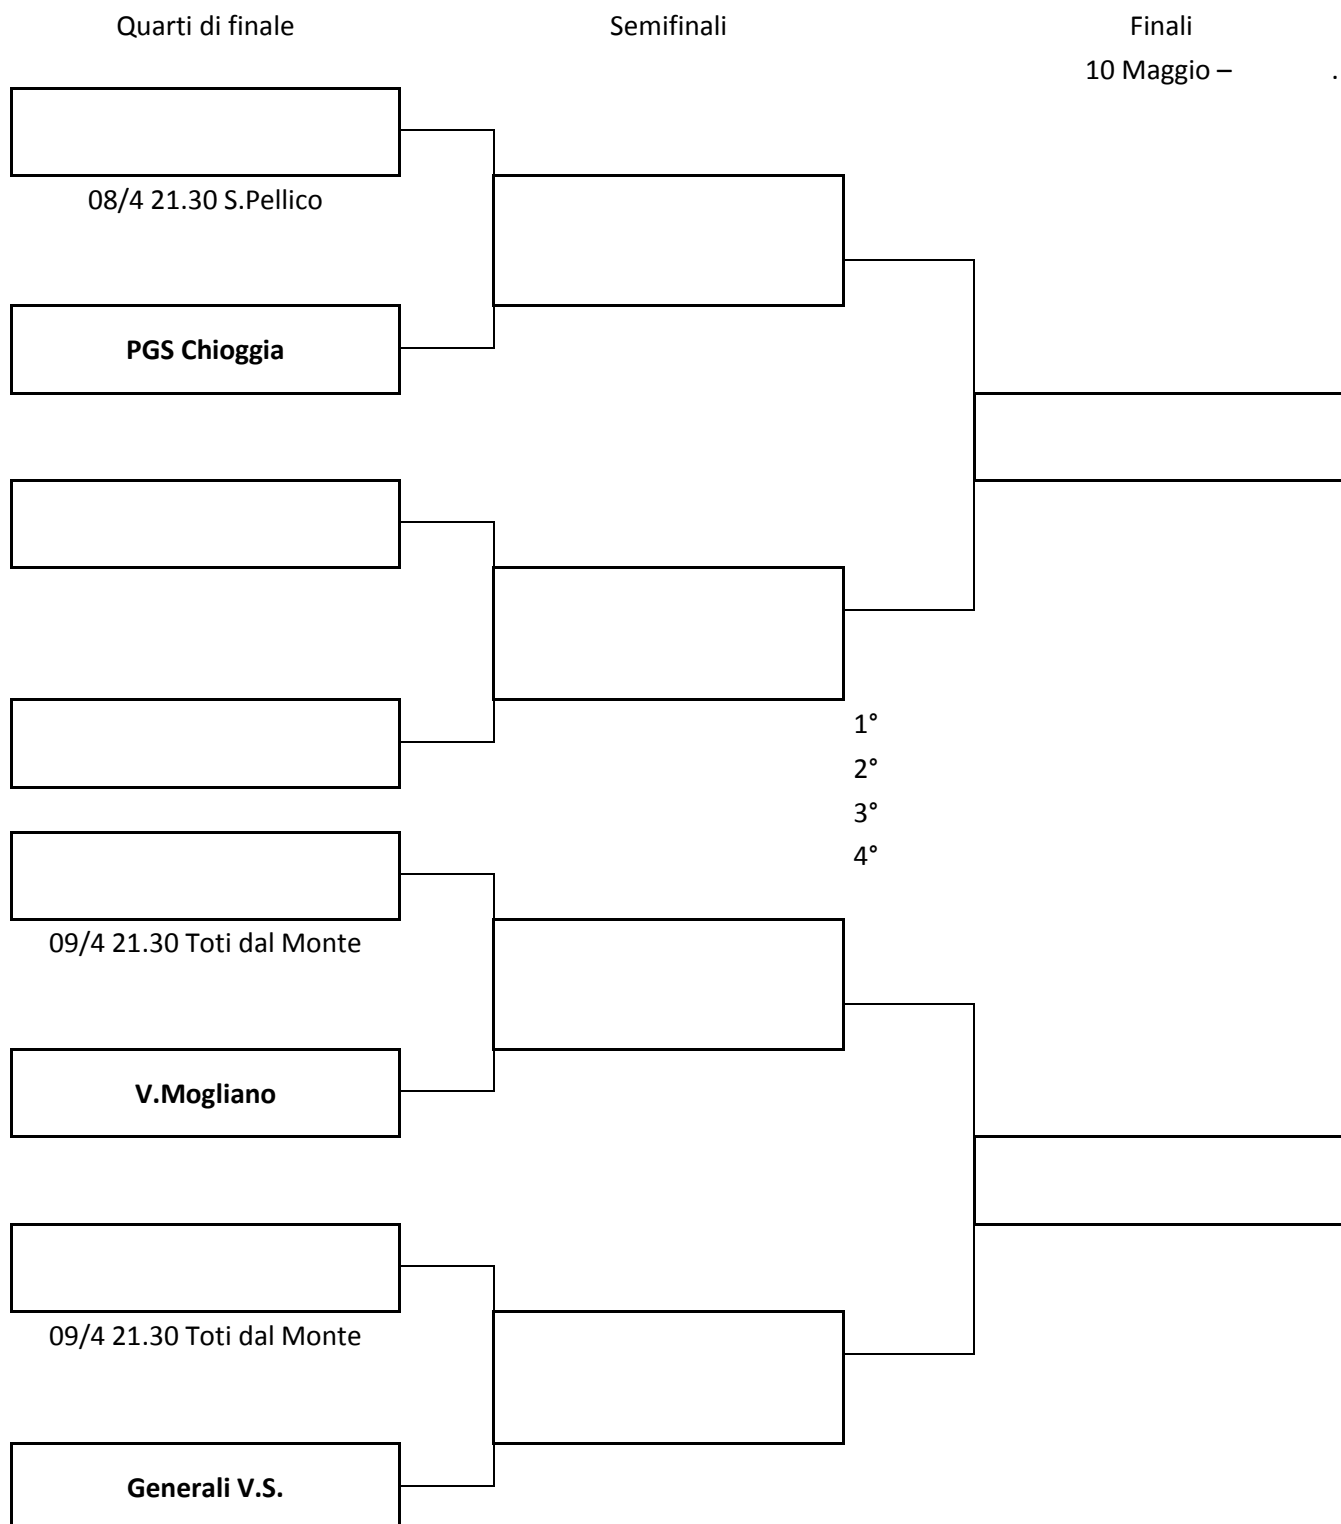 Quarti di finale
Semifinali
Finali
10 Maggio – .
08/4 21.30 S.Pellico
PGS Chioggia
1°
2°
3°
4°
09/4 21.30 Toti dal Monte
V.Mogliano
09/4 21.30 Toti dal Monte
Generali V.S.